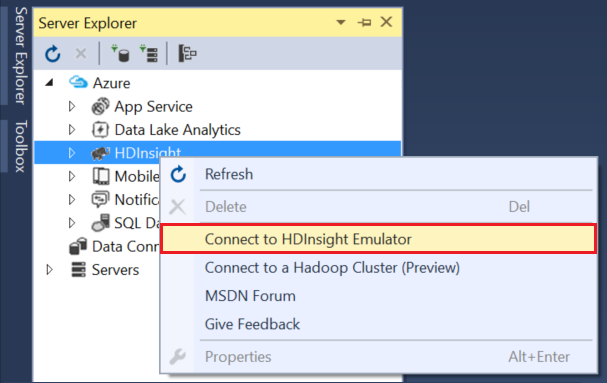 Server Explorer
Toolbox
Server Explorer
Azure
App Service
Data Lake Analytics
HDInsight
Mobile
Notifica
SQL Da
Data Conn
Servers
Refresh
Delete Del
Connect to HDInsight Emulator
Connect to a Hadoop Cluster (Preview)
MSDN Forum
Give Feedback
Properties Alt+Enter